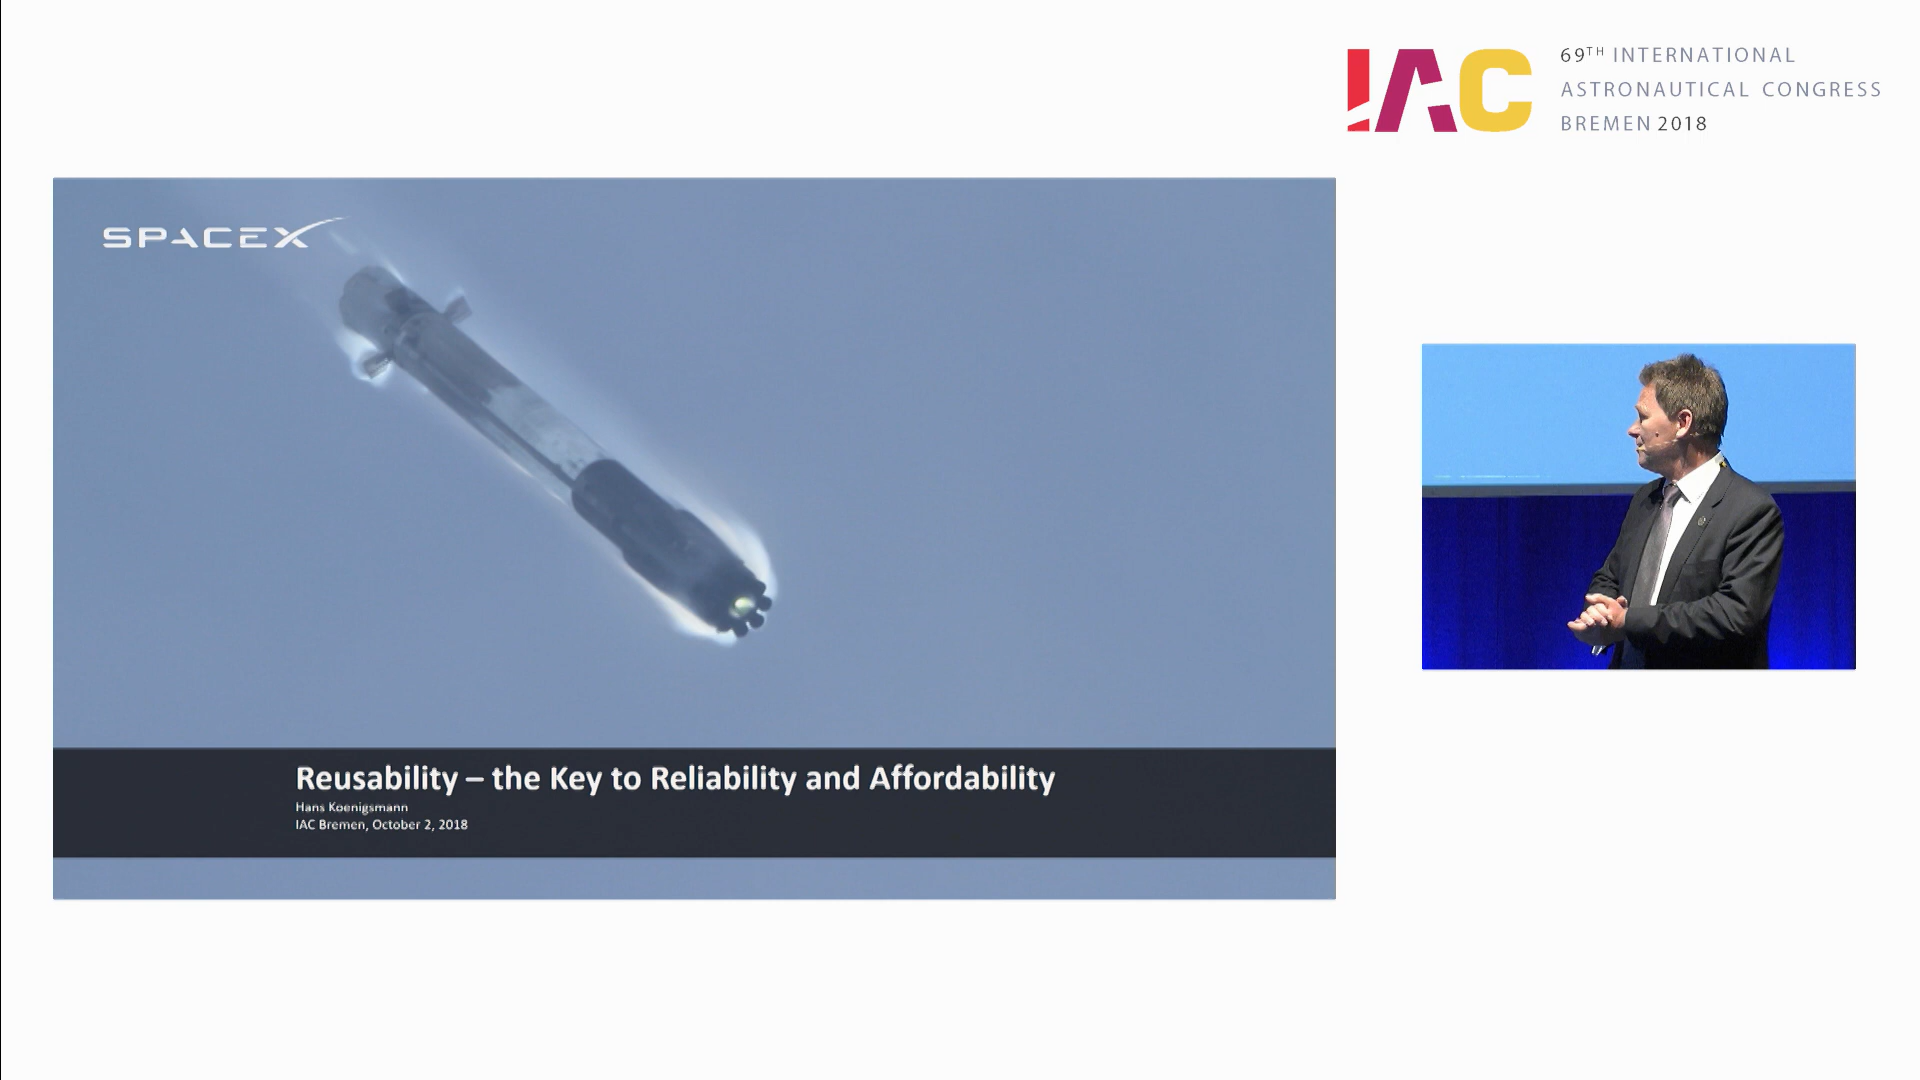 IAC
69TH INTERNATIONAL
ASTRONAUTICAL CONGRESS
BREMEN 2018
SPACEX
Reusability – the Key to Reliability and Affordability
Hans Koenigsmann
IAC Bremen, October 2, 2018